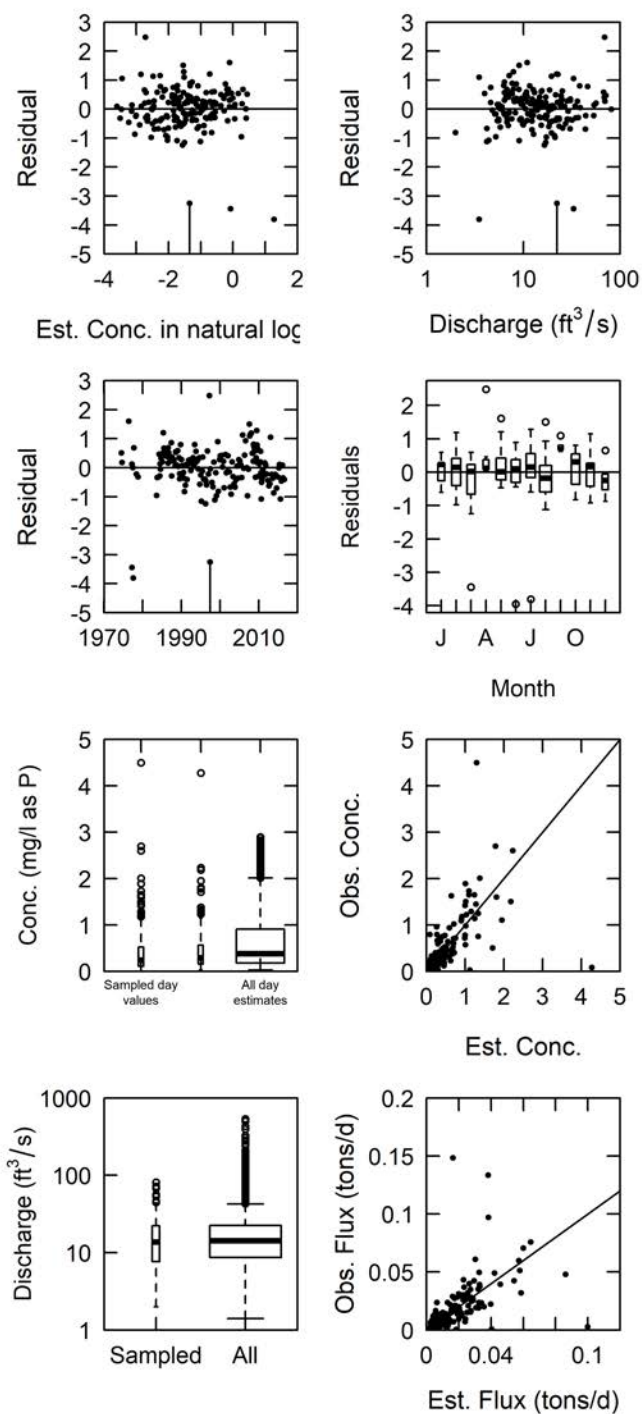 Residual
3
2
1
0
-1
-2
-3
-4
-5
-4 -2 0 2
Est. Conc. in natural log
Residual
3
2
1
0
-1
-2
-3
-4
-5
1 10 100
Discharge (ft³/s)
Residual
3
2
1
0
-1
-2
-3
-4
-5
1970 1990 2010
Residuals
2
1
0
-1
-2
-3
-4
J A J O
Month
Conc. (mg/l as P)
5
4
3
2
1
0
Sampled day
values
All day
estimates
Obs. Conc.
5
4
3
2
1
0
0 1 2 3 4 5
Est. Conc.
Discharge (ft³/s)
1000
100
10
1
Sampled All
Obs. Flux (tons/d)
0.2
0.15
0.1
0.05
0
0 0.04 0.1
Est. Flux (tons/d)